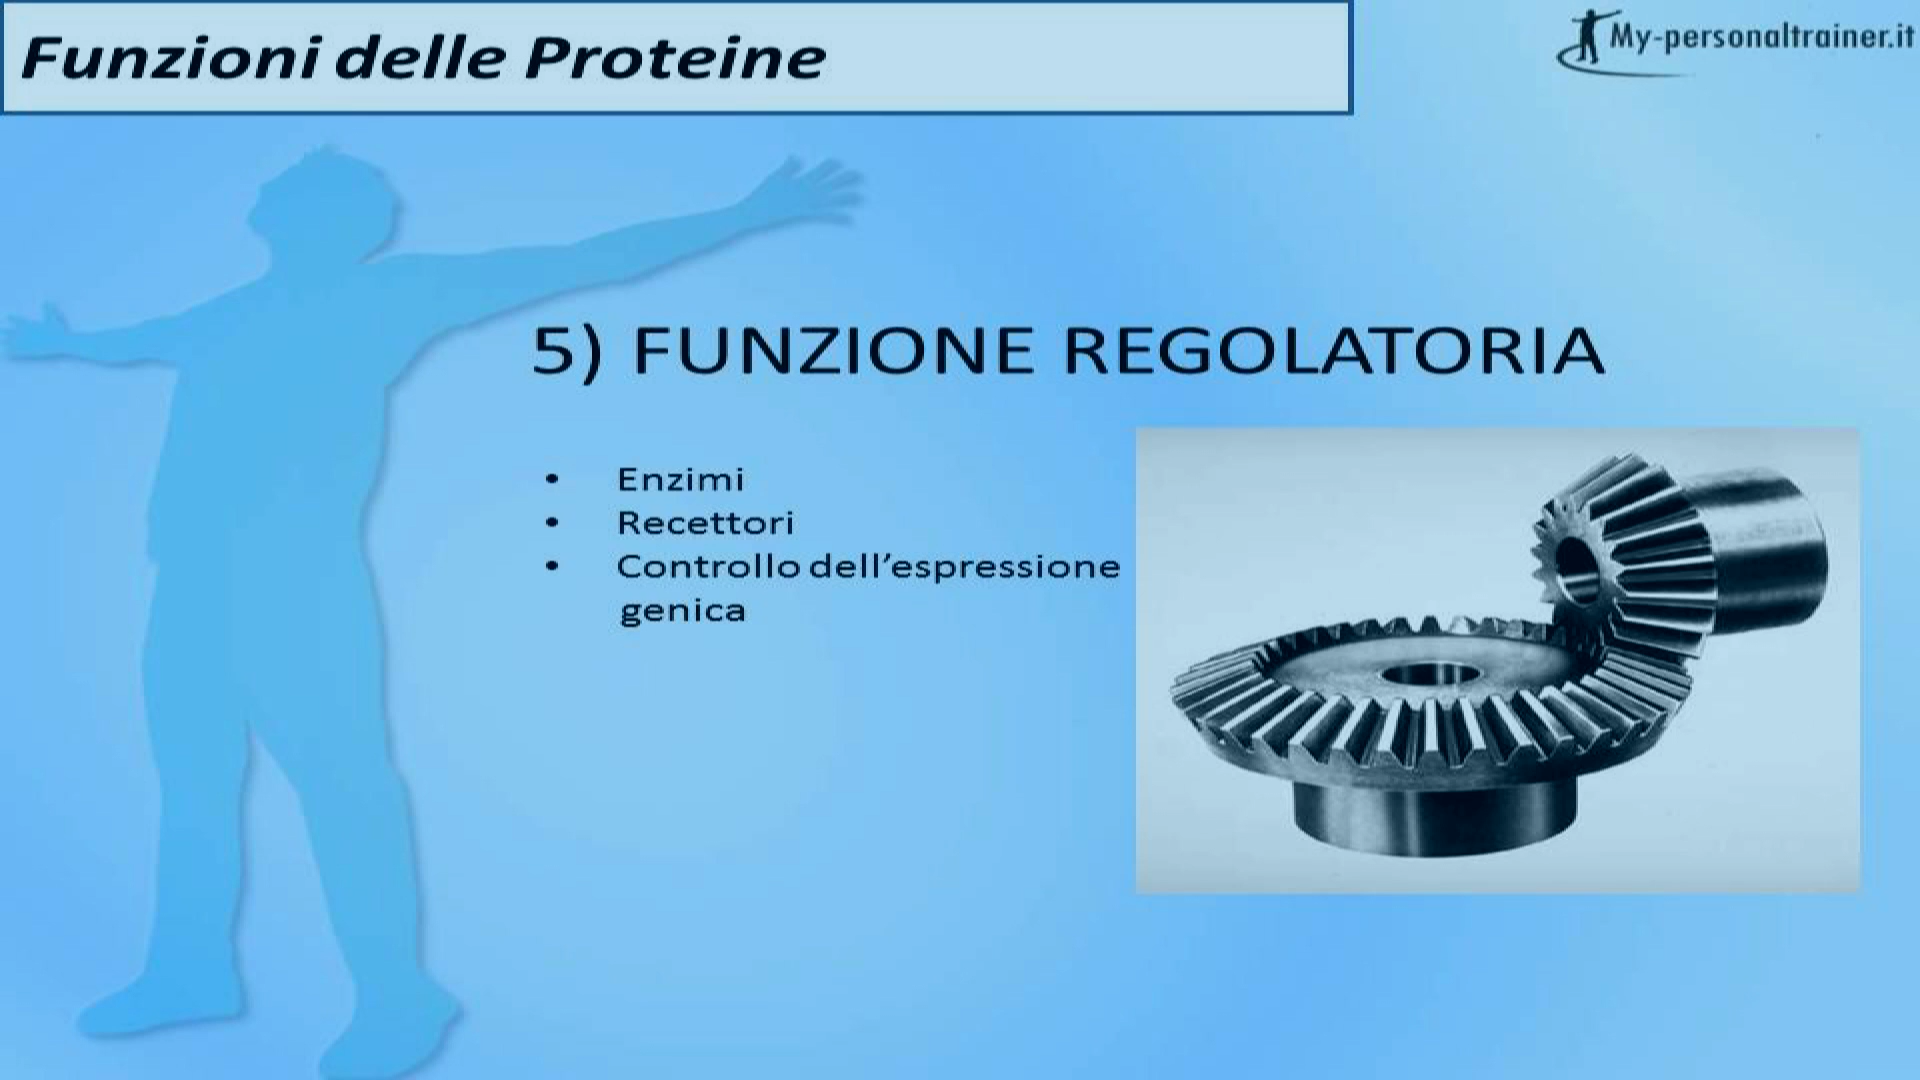 Funzioni delle Proteine
My-personaltrainer.it
5) FUNZIONE REGOLATORIA
• Enzimi
• Recettori
• Controllo dell’espressione
genica